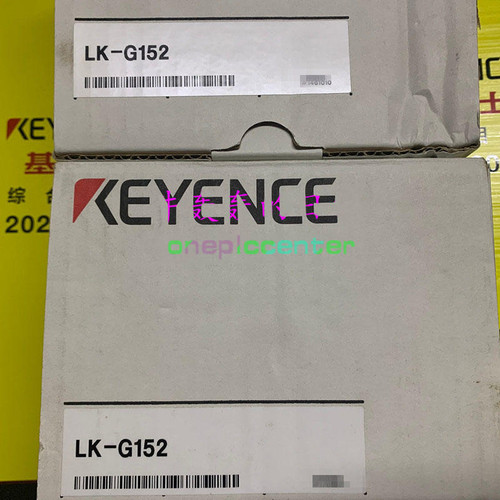 LK-G152
KEYENCE
基
综
202
KEYENCE
oneplccenter
LK-G152